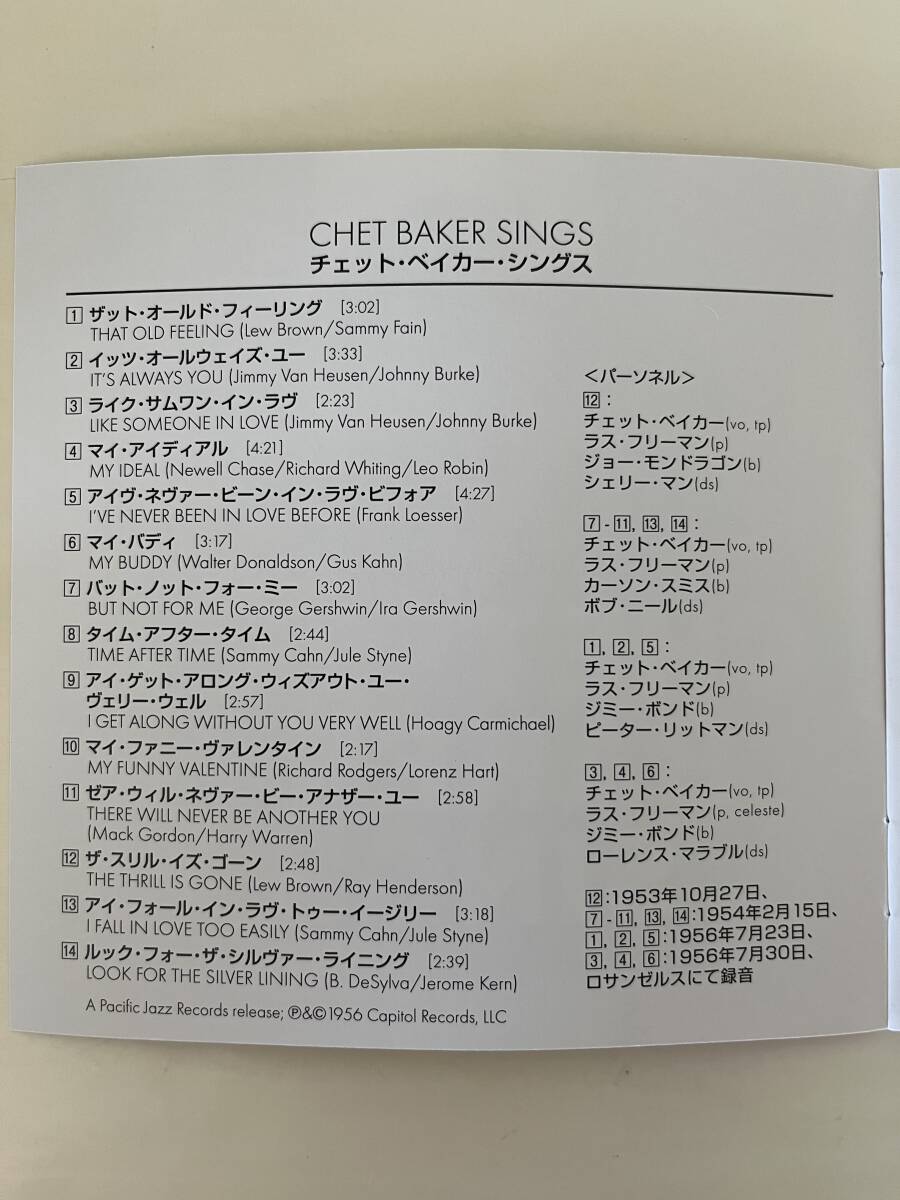 CHET BAKER SINGS
チェット・ベイカー・シングス
1 ザット・オールド・フィーリング [3:02]
THAT OLD FEELING (Lew Brown/Sammy Fain)
2 イッツ・オールウェイズ・ユー [3:33]
IT'S ALWAYS YOU (Jimmy Van Heusen/Johnny Burke)
3 ライク・サムワン・イン・ラヴ [2:23]
LIKE SOMEONE IN LOVE (Jimmy Van Heusen/Johnny Burke)
4 マイ・アイディアル [4:21]
MY IDEAL (Newell Chase/Richard Whiting/Leo Robin)
5 アイヴ・ネヴァー・ビーン・イン・ラヴ・ビフォア [4:27]
I'VE NEVER BEEN IN LOVE BEFORE (Frank Loesser)
6 マイ・バディ [3:17]
MY BUDDY (Walter Donaldson/Gus Kahn)
7 バット・ノット・フォー・ミー [3:02]
BUT NOT FOR ME (George Gershwin/Ira Gershwin)
8 タイム・アフター・タイム [2:44]
TIME AFTER TIME (Sammy Cahn/Jule Styne)
9 アイ・ゲット・アロング・ウィズアウト・ユー・
ヴェリー・ウェル [2:57]
I GET ALONG WITHOUT YOU VERY WELL (Hoagy Carmichael)
10 マイ・ファニー・ヴァレンタイン [2:17]
MY FUNNY VALENTINE (Richard Rodgers/Lorenz Hart)
11 ゼア・ウィル・ネヴァー・ビー・アナザー・ユー [2:58]
THERE WILL NEVER BE ANOTHER YOU
(Mack Gordon/Harry Warren)
12 ザ・スリル・イズ・ゴーン [2:48]
THE THRILL IS GONE (Lew Brown/Ray Henderson)
13 アイ・フォール・イン・ラヴ・トゥー・イージリー [3:18]
I FALL IN LOVE TOO EASILY (Sammy Cahn/Jule Styne)
14 ルック・フォー・ザ・シルヴァー・ライニング [2:39]
LOOK FOR THE SILVER LINING (B. DeSylva/Jerome Kern)
A Pacific Jazz Records release; ℗&©1956 Capitol Records, LLC
<パーソネル>
12:
チェット・ベイカー(vo, tp)
ラス・フリーマン(p)
ジョー・モンドラゴン(b)
シェリー・マン(ds)
7 - 11, 13, 14:
チェット・ベイカー(vo, tp)
ラス・フリーマン(p)
カーソン・スミス(b)
ボブ・ニール(ds)
1, 2, 5:
チェット・ベイカー(vo, tp)
ラス・フリーマン(p)
ジミー・ボンド(b)
ピーター・リットマン(ds)
3, 4, 6:
チェット・ベイカー(vo, tp)
ラス・フリーマン(p, celeste)
ジミー・ボンド(b)
ローレンス・マラブル(ds)
12:1953年10月27日、
7 - 11, 13, 14:1954年2月15日、
1, 2, 5:1956年7月23日、
3, 4, 6:1956年7月30日、
ロサンゼルスにて録音